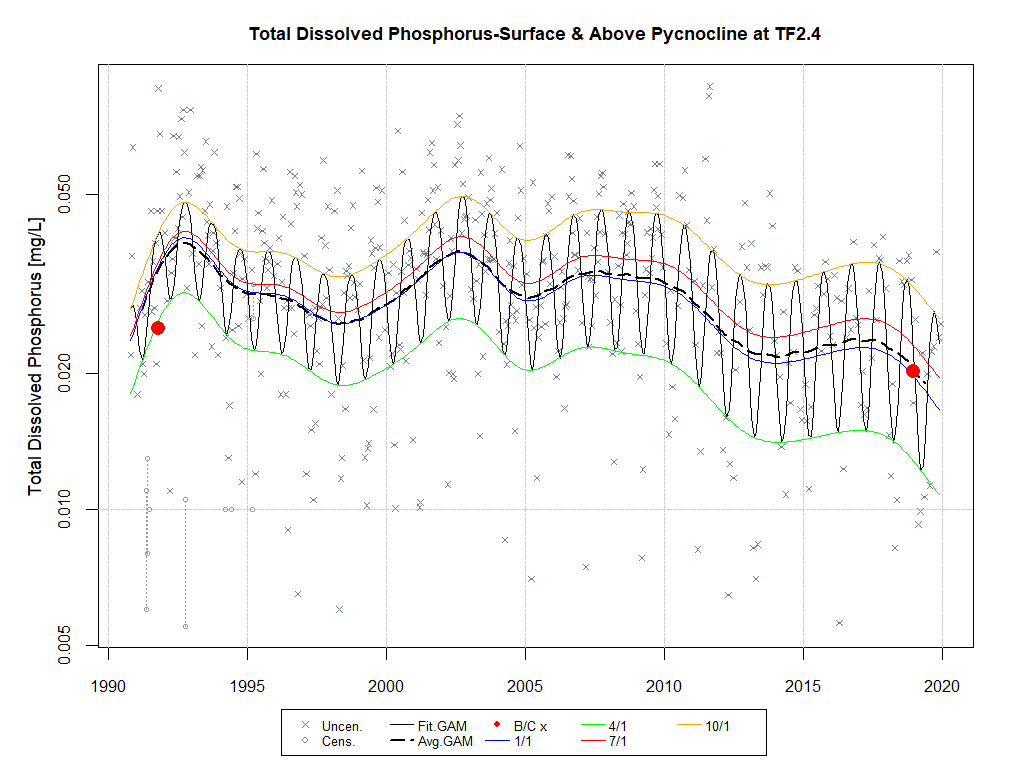 Total Dissolved Phosphorus-Surface & Above Pycnocline at TF2.4
Total Dissolved Phosphorus [mg/L]
0.050
0.020
0.010
0.005
1990 1995 2000 2005 2010 2015 2020
Uncen. Fit.GAM B/C x 4/1 10/1
Cens. Avg.GAM 1/1 7/1